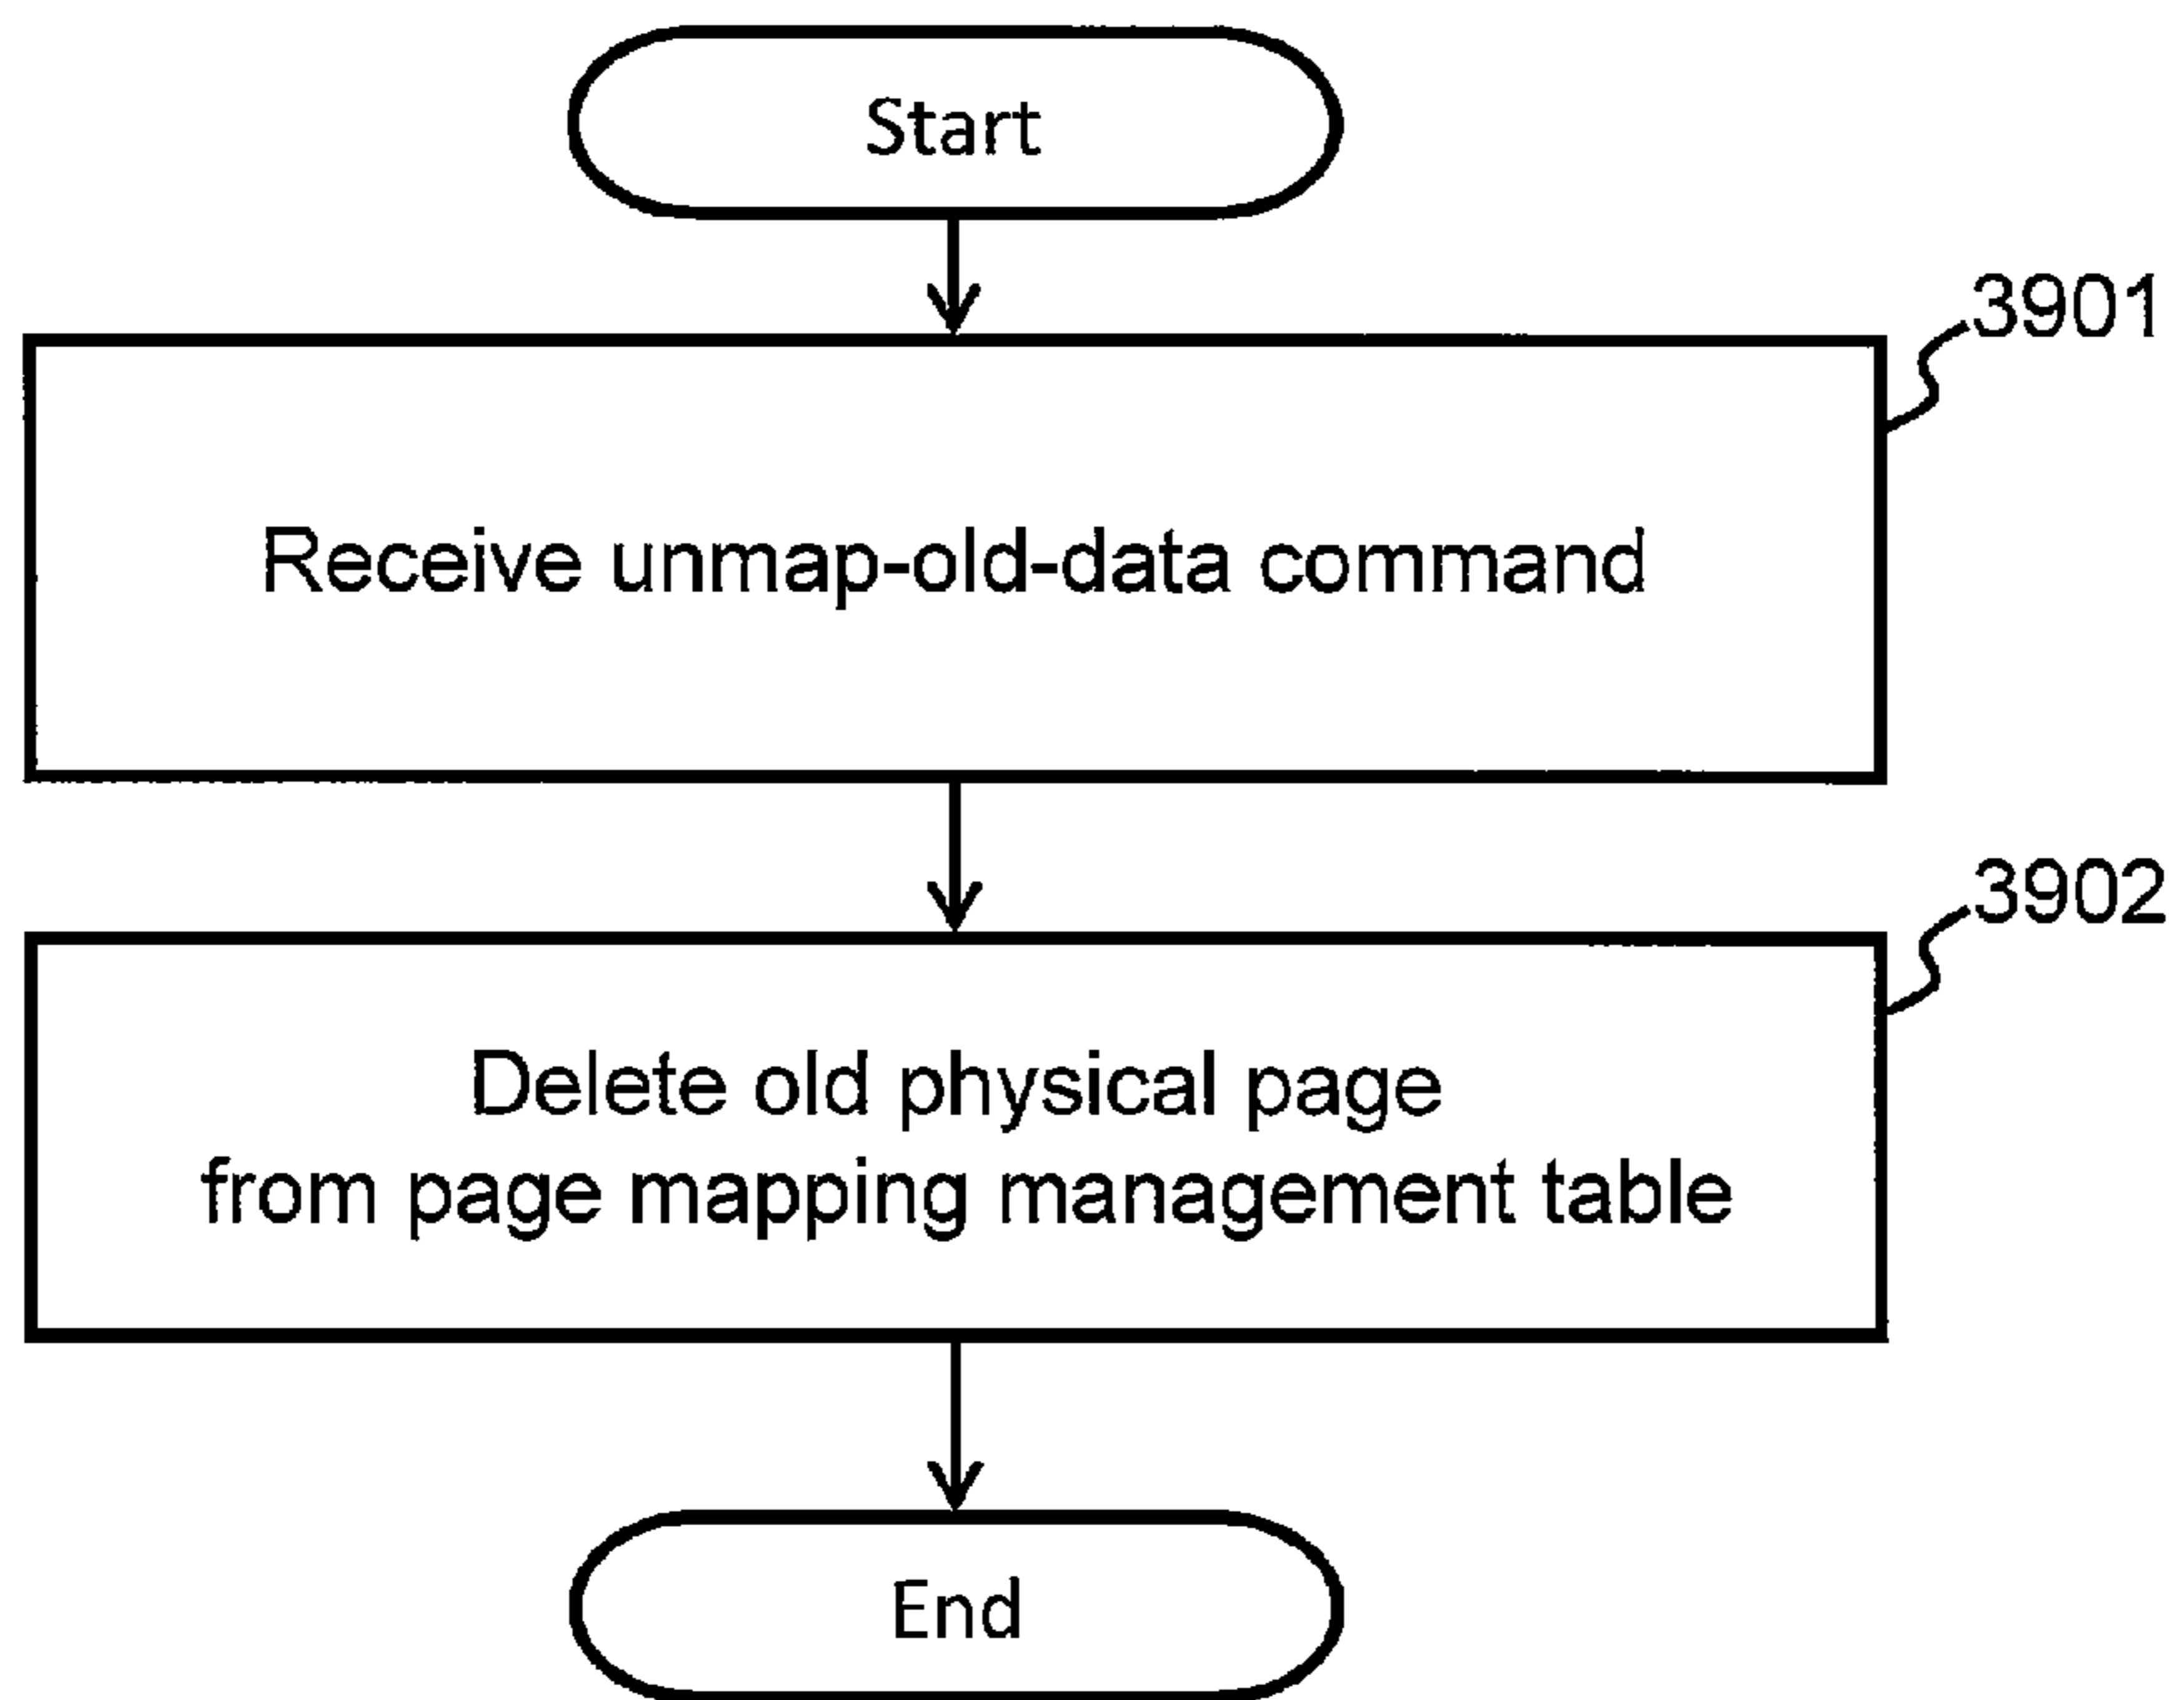 Start
3901
Receive unmap-old-data command
3902
Delete old physical page
from page mapping management table
End